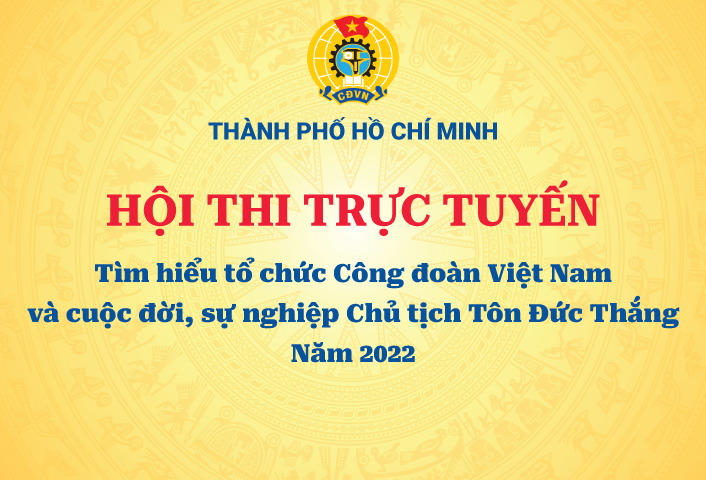 CĐVN
THÀNH PHỐ HỒ CHÍ MINH
HỘI THI TRỰC TUYẾN
Tìm hiểu tổ chức Công đoàn Việt Nam
và cuộc đời, sự nghiệp Chủ tịch Tôn Đức Thắng
Năm 2022